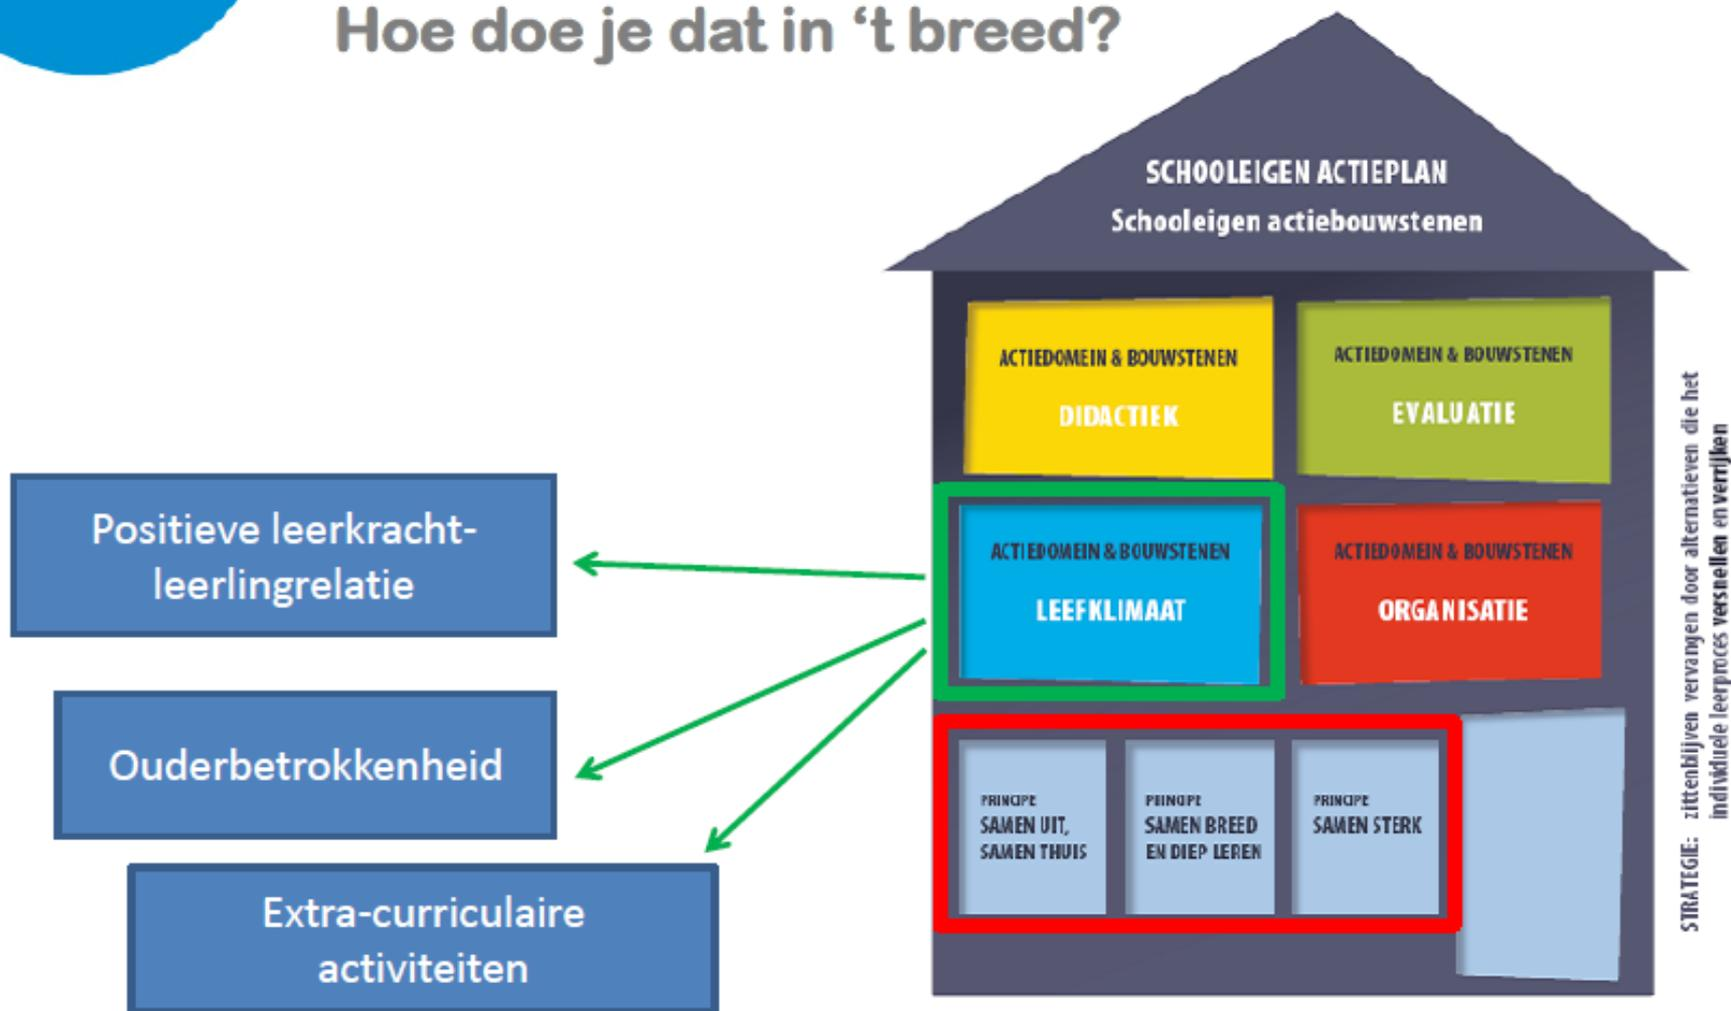 Hoe doe je dat in ‘t breed?
SCHOOLEIGEN ACTIEPLAN
Schooleigen actiebouwstenen
ACTIEDOMEIN & BOUWSTENEN
DIDACTIEK
ACTIEDOMEIN & BOUWSTENEN
EVALUATIE
ACTIEDOMEIN & BOUWSTENEN
LEEFKLIMAAT
ACTIEDOMEIN & BOUWSTENEN
ORGANISATIE
Positieve leerkracht-
leerlingrelatie
Ouderbetrokkenheid
Extra-curriculaire
activiteiten
PRINCIPE
SAMEN UIT,
SAMEN THUIS
PRINCIPE
SAMEN BREED
EN DIEP LEREN
PRINCIPE
SAMEN STERK
STRATEGIE: zittenblijven vervangen door alternatieven die het
individuele leerproces versnellen en verrijken